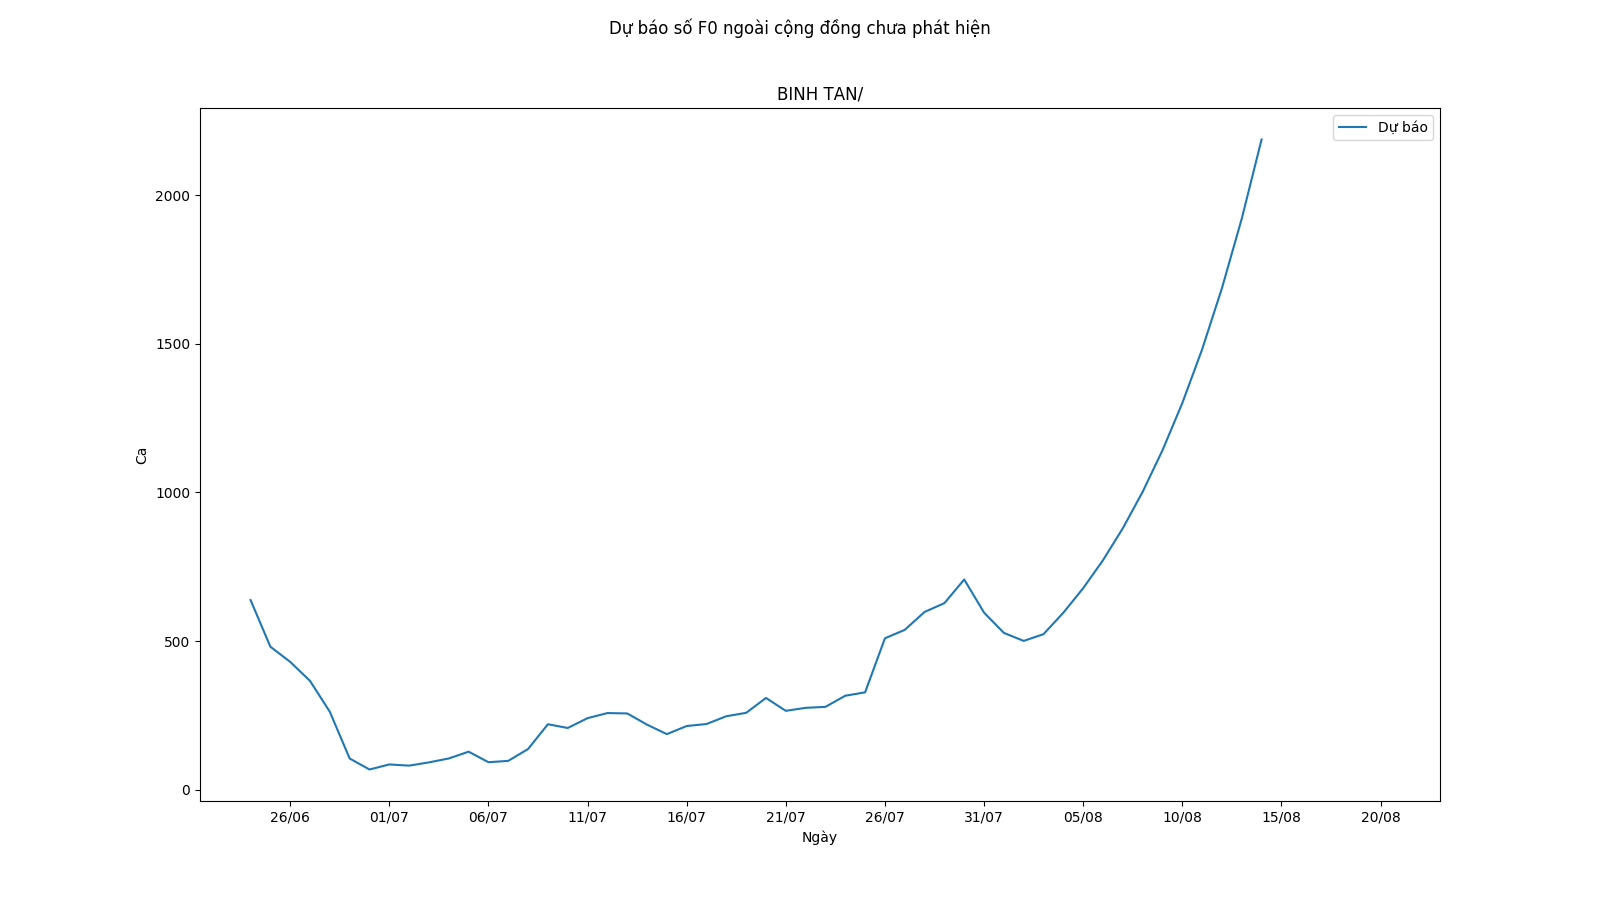 Dự báo số F0 ngoài cộng đồng chưa phát hiện
BINH TAN/
Dự báo
2000
1500
1000
500
0
Ca
26/06 01/07 06/07 11/07 16/07 21/07 26/07 31/07 05/08 10/08 15/08 20/08
Ngày